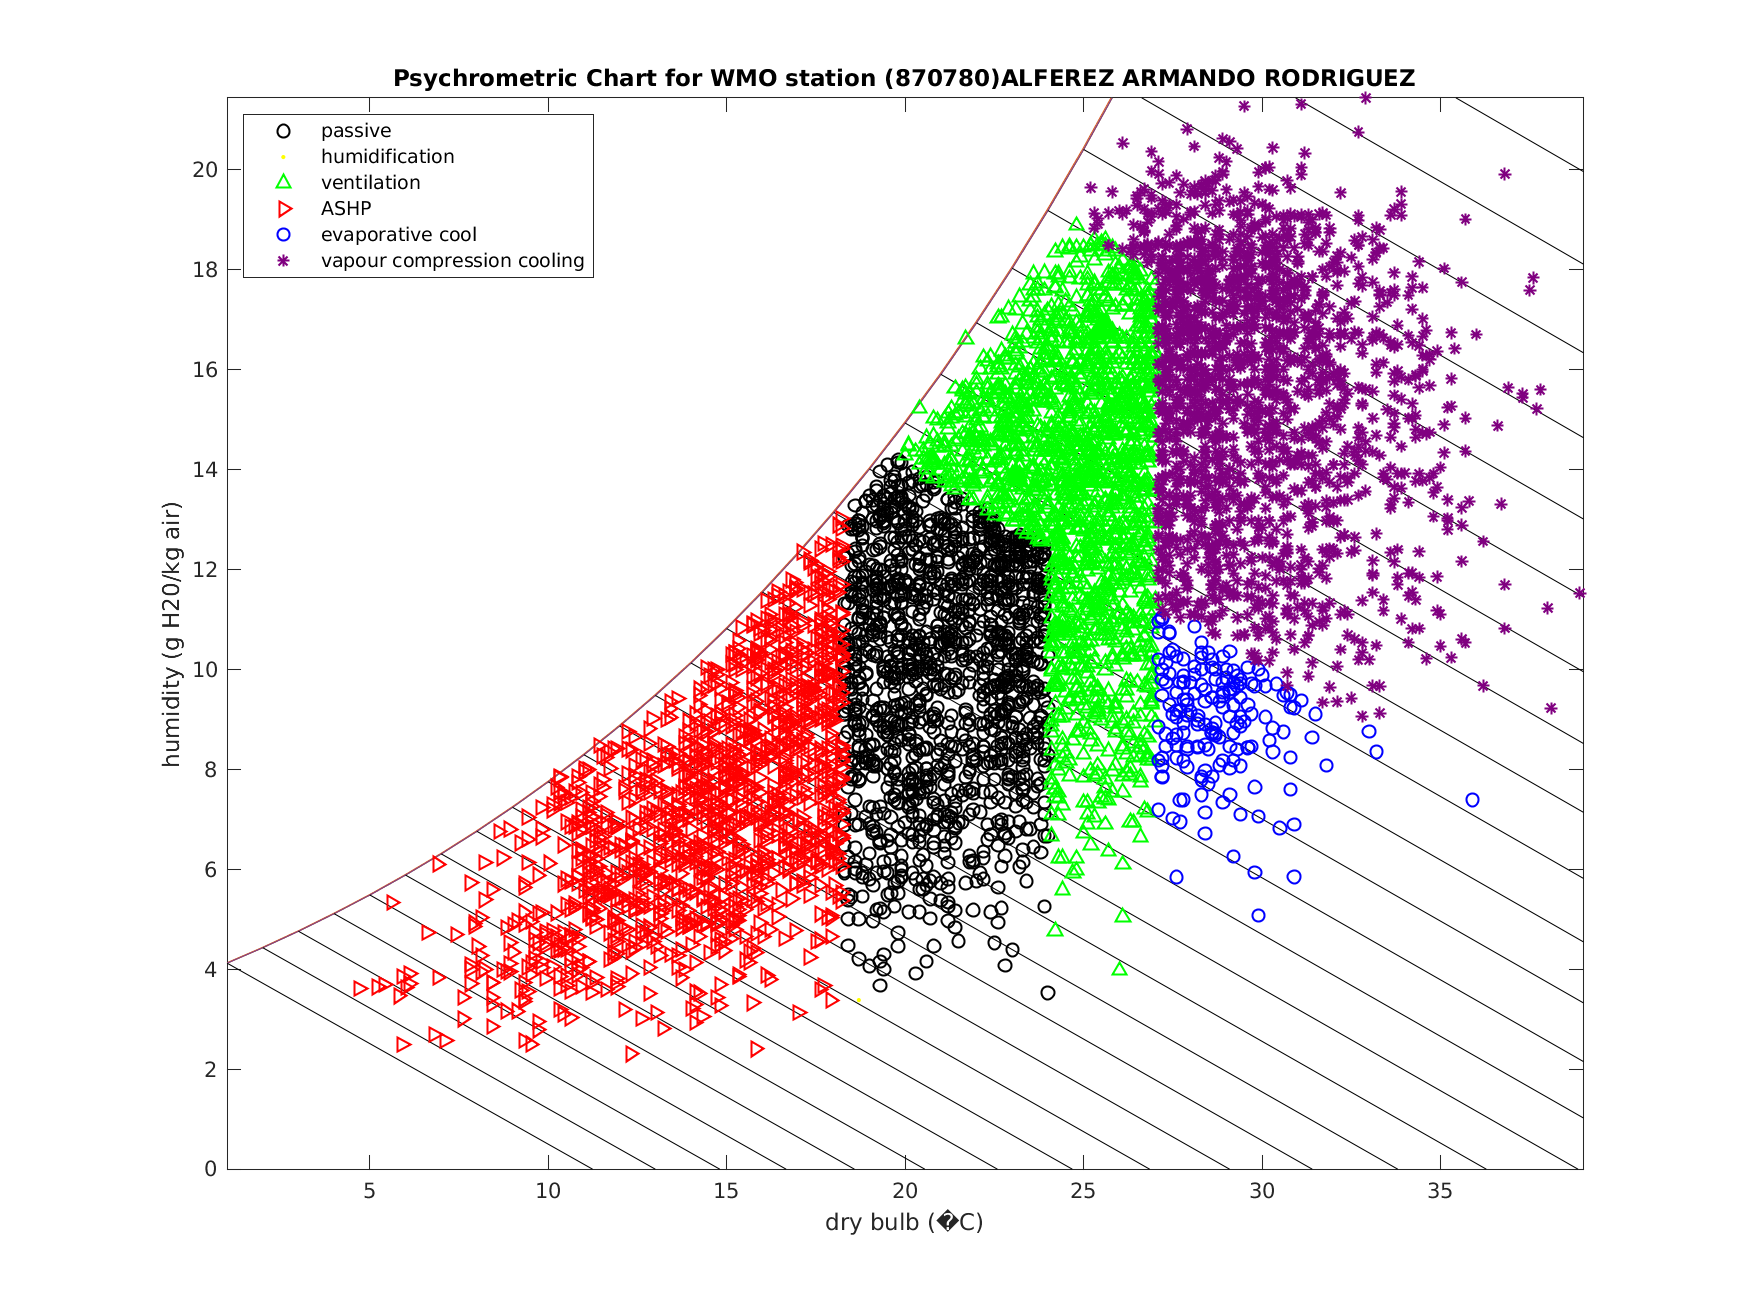 Psychrometric Chart for WMO station (870780)ALFEREZ ARMANDO RODRIGUEZ
passive
humidification
ventilation
ASHP
evaporative cool
vapour compression cooling
humidity (g H20/kg air)
20
18
16
14
12
10
8
6
4
2
0
5 10 15 20 25 30 35
dry bulb (�C)